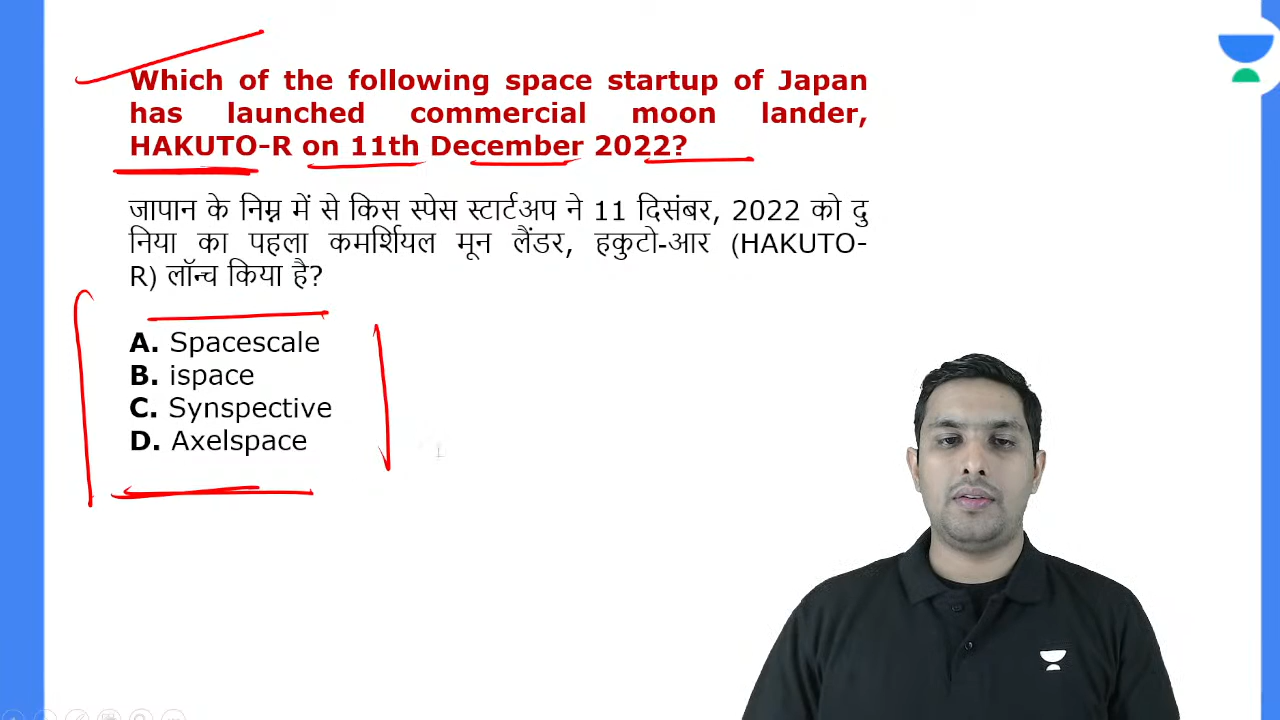 Which of the following space startup of Japan
has launched commercial moon lander,
HAKUTO-R on 11th December 2022?
जापान के निम्न में से किस स्पेस स्टार्टअप ने 11 दिसंबर, 2022 को दु
निया का पहला कमर्शियल मून लैंडर, हकुटो-आर (HAKUTO-
R) लॉन्च किया है?
A. Spacescale
B. ispace
C. Synspective
D. Axelspace